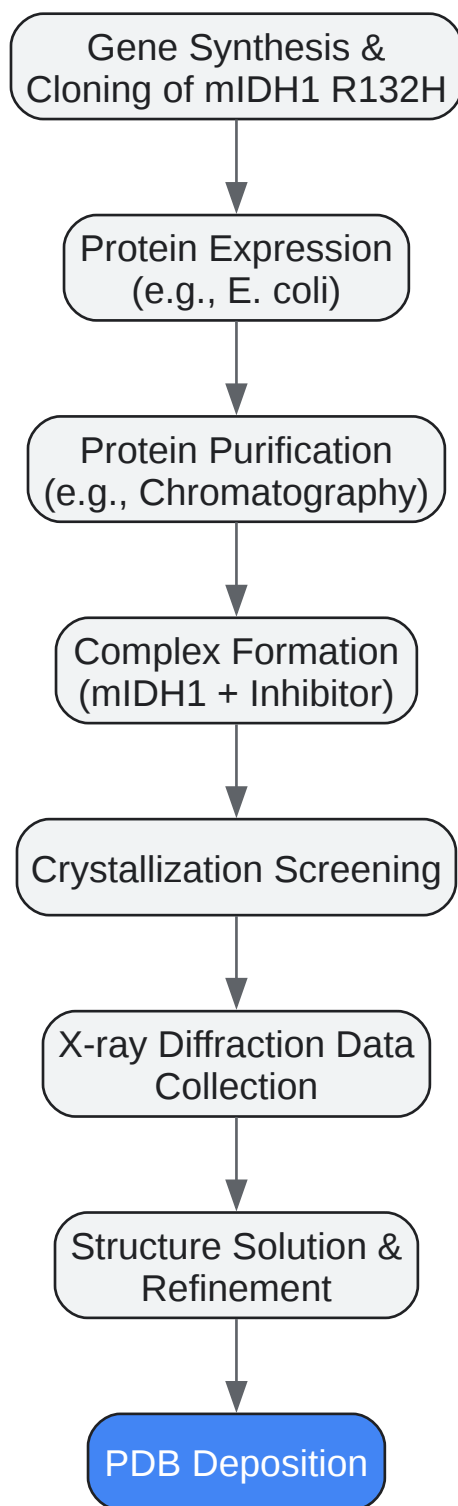 Gene Synthesis &
Cloning of mIDH1 R132H
Protein Expression
(e.g., E. coli)
Protein Purification
(e.g., Chromatography)
Complex Formation
(mIDH1 + Inhibitor)
Crystallization Screening
X-ray Diffraction Data
Collection
Structure Solution &
Refinement
PDB Deposition